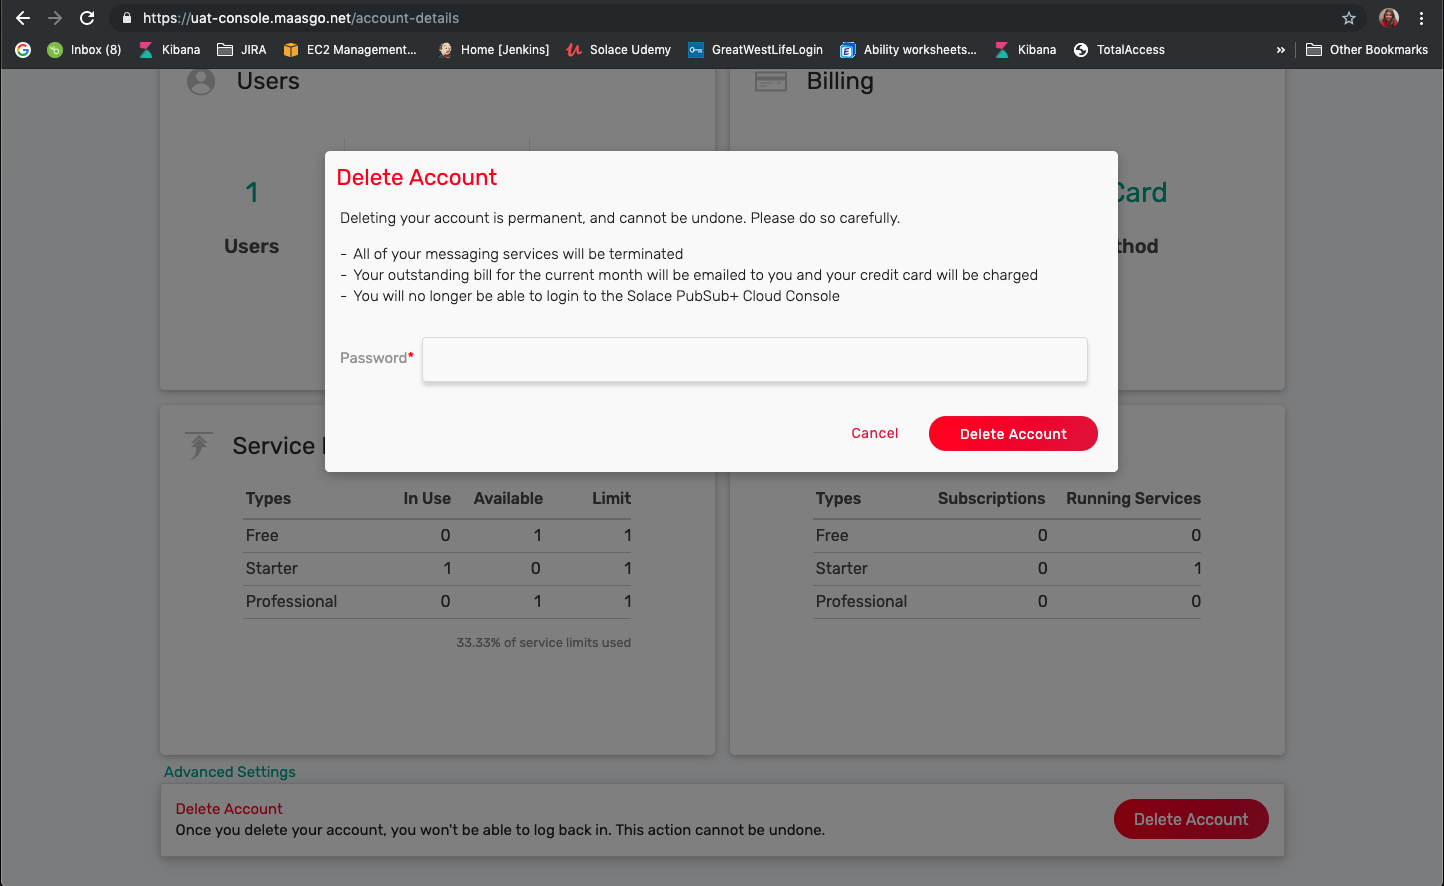 https://uat-console.maasgo.net/account-details
Inbox (8) Kibana JIRA EC2 Management... Home [Jenkins] Solace Udemy GreatWestLifeLogin Ability worksheets... Kibana TotalAccess » Other Bookmarks
Users
Billing
1
Users
Card
thod
Delete Account
Deleting your account is permanent, and cannot be undone. Please do so carefully.
- All of your messaging services will be terminated
- Your outstanding bill for the current month will be emailed to you and your credit card will be charged
- You will no longer be able to login to the Solace PubSub+ Cloud Console
Password*
Cancel Delete Account
Service
Types In Use Available Limit
Free 0 1 1
Starter 1 0 1
Professional 0 1 1
33.33% of service limits used
Types Subscriptions Running Services
Free 0 0
Starter 0 1
Professional 0 0
Advanced Settings
Delete Account
Once you delete your account, you won't be able to log back in. This action cannot be undone.
Delete Account